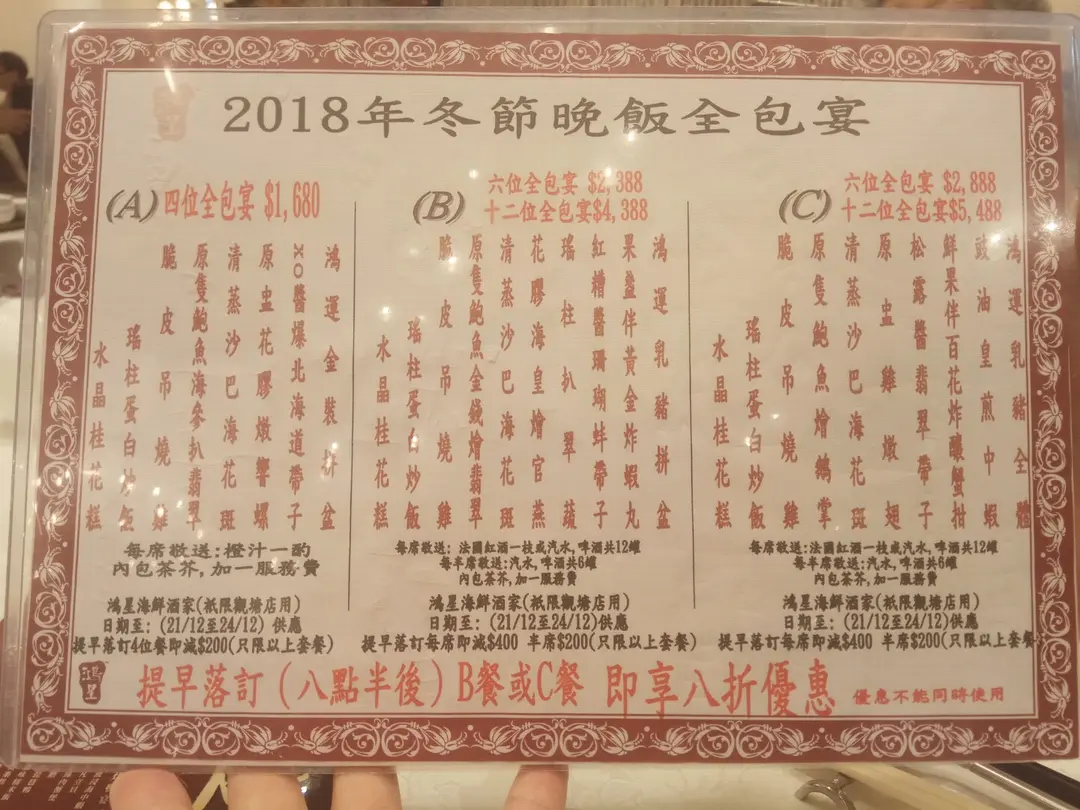 2018年冬節晚飯全包宴
(A) 四位全包宴 $1,680
鴻運金裝拼盆
XO醬爆北海道帶子
原盅花膠燉響螺
清蒸沙巴海花斑
原隻鮑魚海參扒翡翠
脆皮吊燒雞
瑤柱蛋白炒飯
水晶桂花糕
每席敬送:橙汁一酌
內包茶芥,加一服務費
鴻星海鮮酒家(衹限觀塘店用)
日期至: (21/12至24/12)供應
提早落訂4位餐即減$200(只限以上套餐)
(B) 六位全包宴 $2,388
十二位全包宴$4,388
鴻運乳豬拼盆
果盞伴黃金炸蝦丸
紅糟醬珊瑚蚌帶子
瑤柱扒翠蔬
花膠海皇燴官燕
清蒸沙巴海花斑
原隻鮑魚金錢燴翡翠
脆皮吊燒雞
瑤柱蛋白炒飯
水晶桂花糕
每席敬送: 法國紅酒一枝或汽水,啤酒共12罐
每半席敬送:汽水,啤酒共6罐
內包茶芥,加一服務費
鴻星海鮮酒家(衹限觀塘店用)
日期至: (21/12至24/12)供應
提早落訂每席即減$400 半席$200(只限以上套餐)
(C) 六位全包宴 $2,888
十二位全包宴$5,488
鴻運乳豬全體
豉油皇煎中蝦
鮮果伴百花炸釀蟹柑
松露醬翡翠帶子
原盅雞燉翅
清蒸沙巴海花斑
原隻鮑魚燴鵝掌
脆皮吊燒雞
瑤柱蛋白炒飯
水晶桂花糕
每席敬送:法國紅酒一枝或汽水,啤酒共12罐
每半席敬送:汽水,啤酒共6罐
內包茶芥,加一服務費
鴻星海鮮酒家(衹限觀塘店用)
日期至: (21/12至24/12)供應
提早落訂每席即減$400 半席$200(只限以上套餐)
提早落訂(八點半後)B餐或C餐 即享八折優惠 優惠不能同時使用